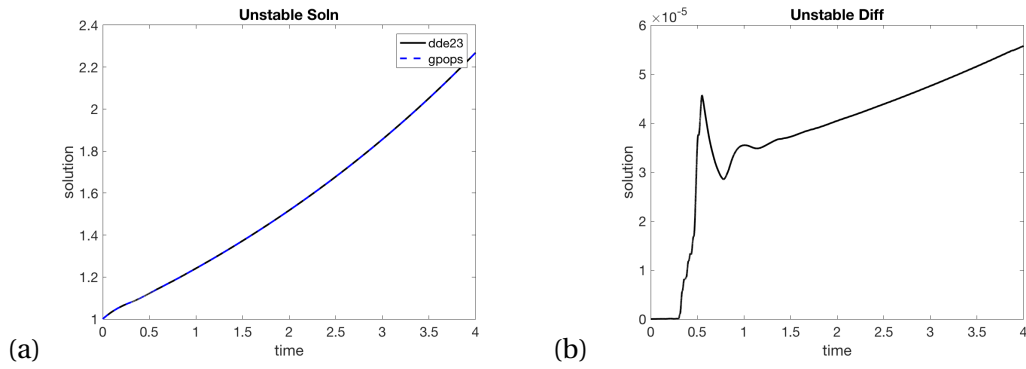 Unstable Soln
2.4
2.2
2
1.8
1.6
1.4
1.2
1
solution
dde23
gpops
0 0.5 1 1.5 2 2.5 3 3.5 4
time
(a)
×10-5
Unstable Diff
6
5
4
3
2
1
0
solution
0 0.5 1 1.5 2 2.5 3 3.5 4
time
(b)